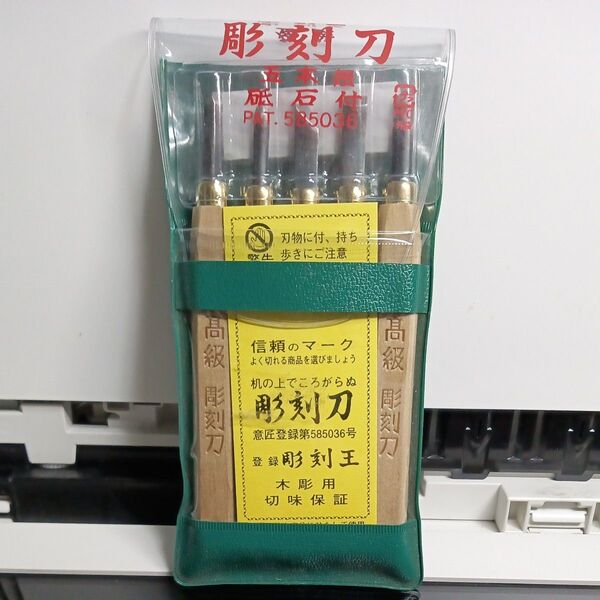 彫刻刀
五本組
砥石付
PAT.585036
警告
刃物に付、持ち
歩きにご注意
信頼のマーク
よく切れる商品を選びましょう
机の上でころがらぬ
彫刻刀
意匠登録第585036号
登録 彫刻王
木彫用
切味保証
高級 彫刻刀
髙級 彫刻刀